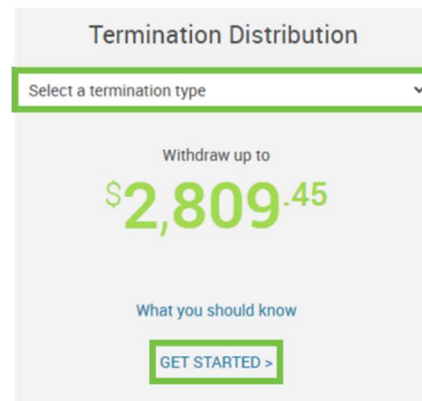 Termination Distribution
Select a termination type
Withdraw up to
$2,809.45
What you should know
GET STARTED >